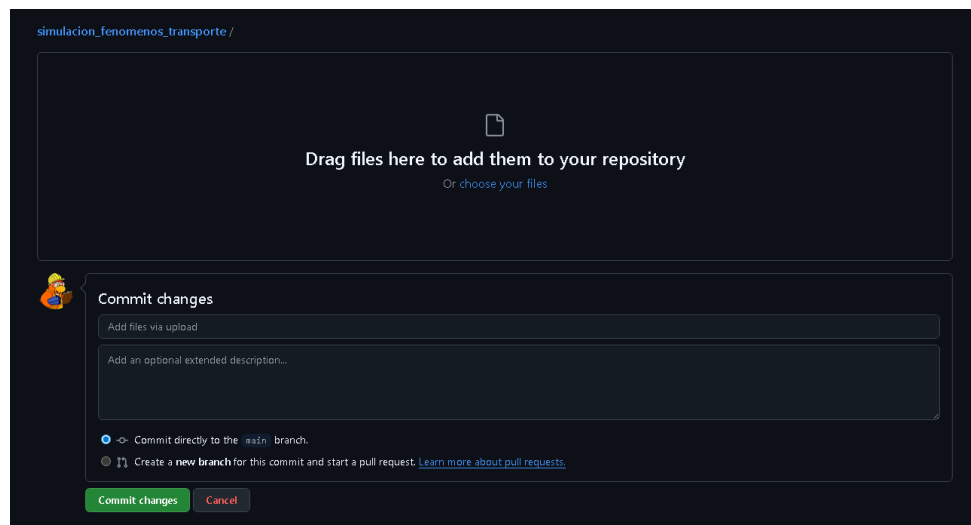 simulacion_fenomenos_transporte /
Drag files here to add them to your repository
Or choose your files
Commit changes
Add files via upload
Add an optional extended description...
Commit directly to the main branch.
Create a new branch for this commit and start a pull request. Learn more about pull requests.
Commit changes Cancel